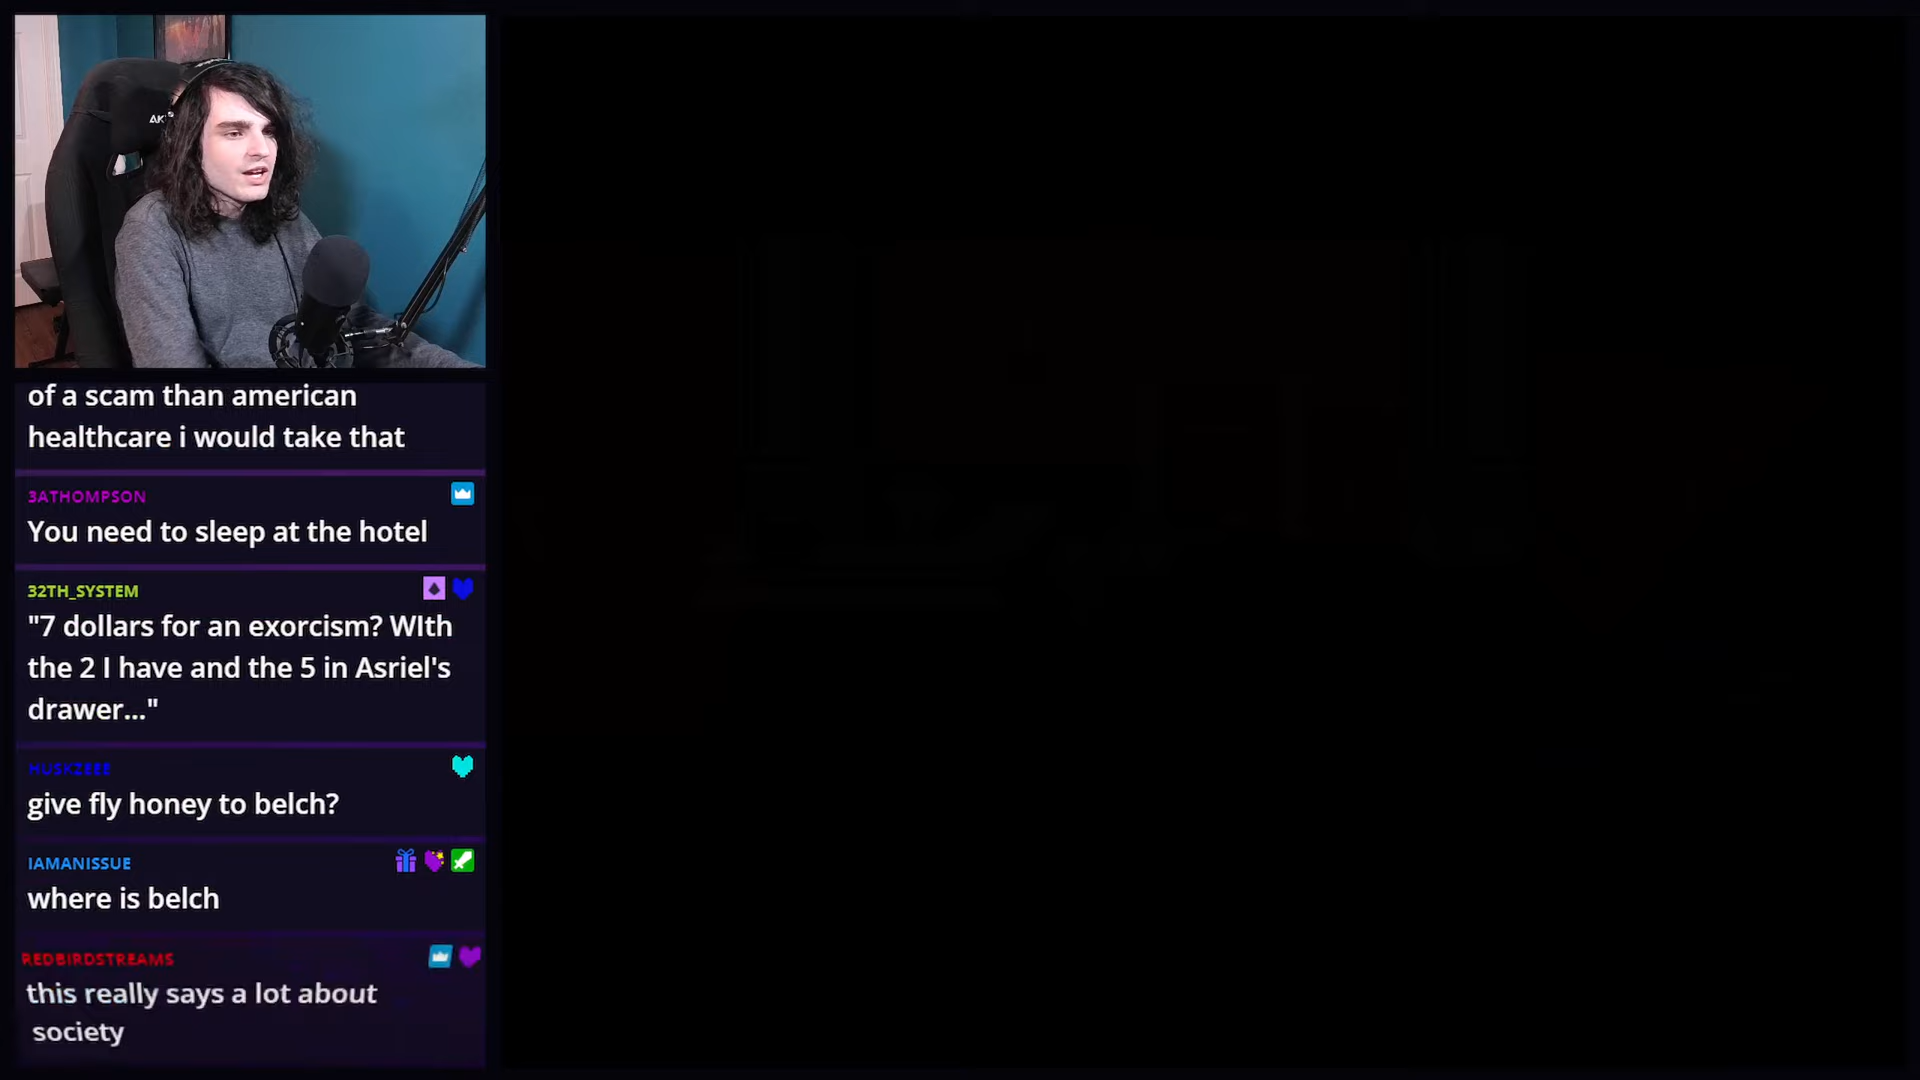 of a scam than american
healthcare i would take that
3ATHOMPSON
You need to sleep at the hotel
32TH_SYSTEM
"7 dollars for an exorcism? WIth
the 2 I have and the 5 in Asriel's
drawer..."
HUSKZEEE
give fly honey to belch?
IAMANISSUE
where is belch
REDBIRDSTREAMS
this really says a lot about
society